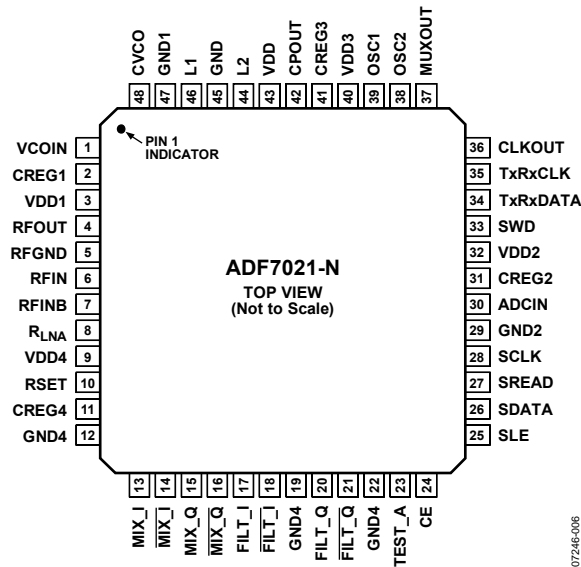 CVCO
GND1
L1
GND
L2
VDD
CPOUT
CREG3
VDD3
OSC1
OSC2
MUXOUT
48
47
46
45
44
43
42
41
40
39
38
37
PIN 1
INDICATOR
VCOIN 1
CREG1 2
VDD1 3
RFOUT 4
RFGND 5
RFIN 6
RFINB 7
RLNA 8
VDD4 9
RSET 10
CREG4 11
GND4 12
ADF7021-N
TOP VIEW
(Not to Scale)
36 CLKOUT
35 TxRxCLK
34 TxRxDATA
33 SWD
32 VDD2
31 CREG2
30 ADCIN
29 GND2
28 SCLK
27 SREAD
26 SDATA
25 SLE
13
14
15
16
17
18
19
20
21
22
23
24
MIX_I
MIX_I
MIX_Q
MIX_Q
FILT_I
FILT_I
GND4
FILT_Q
FILT_Q
GND4
TEST_A
CE
07246-006